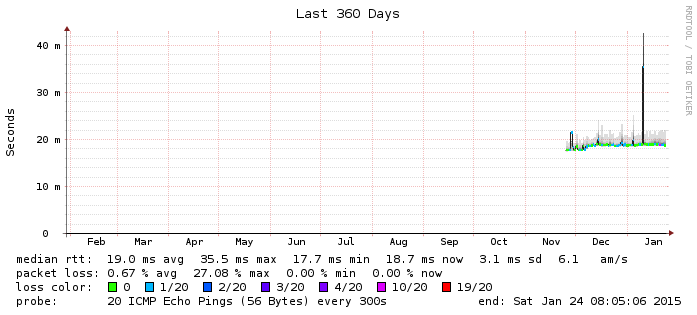 Last 360 Days
RRDTOOL / TOBI OETIKER
Seconds
40 m
30 m
20 m
10 m
0
Feb Mar Apr May Jun Jul Aug Sep Oct Nov Dec Jan
median rtt: 19.0 ms avg 35.5 ms max 17.7 ms min 18.7 ms now 3.1 ms sd 6.1 am/s
packet loss: 0.67 % avg 27.08 % max 0.00 % min 0.00 % now
loss color: 0 1/20 2/20 3/20 4/20 10/20 19/20
probe: 20 ICMP Echo Pings (56 Bytes) every 300s end: Sat Jan 24 08:05:06 2015